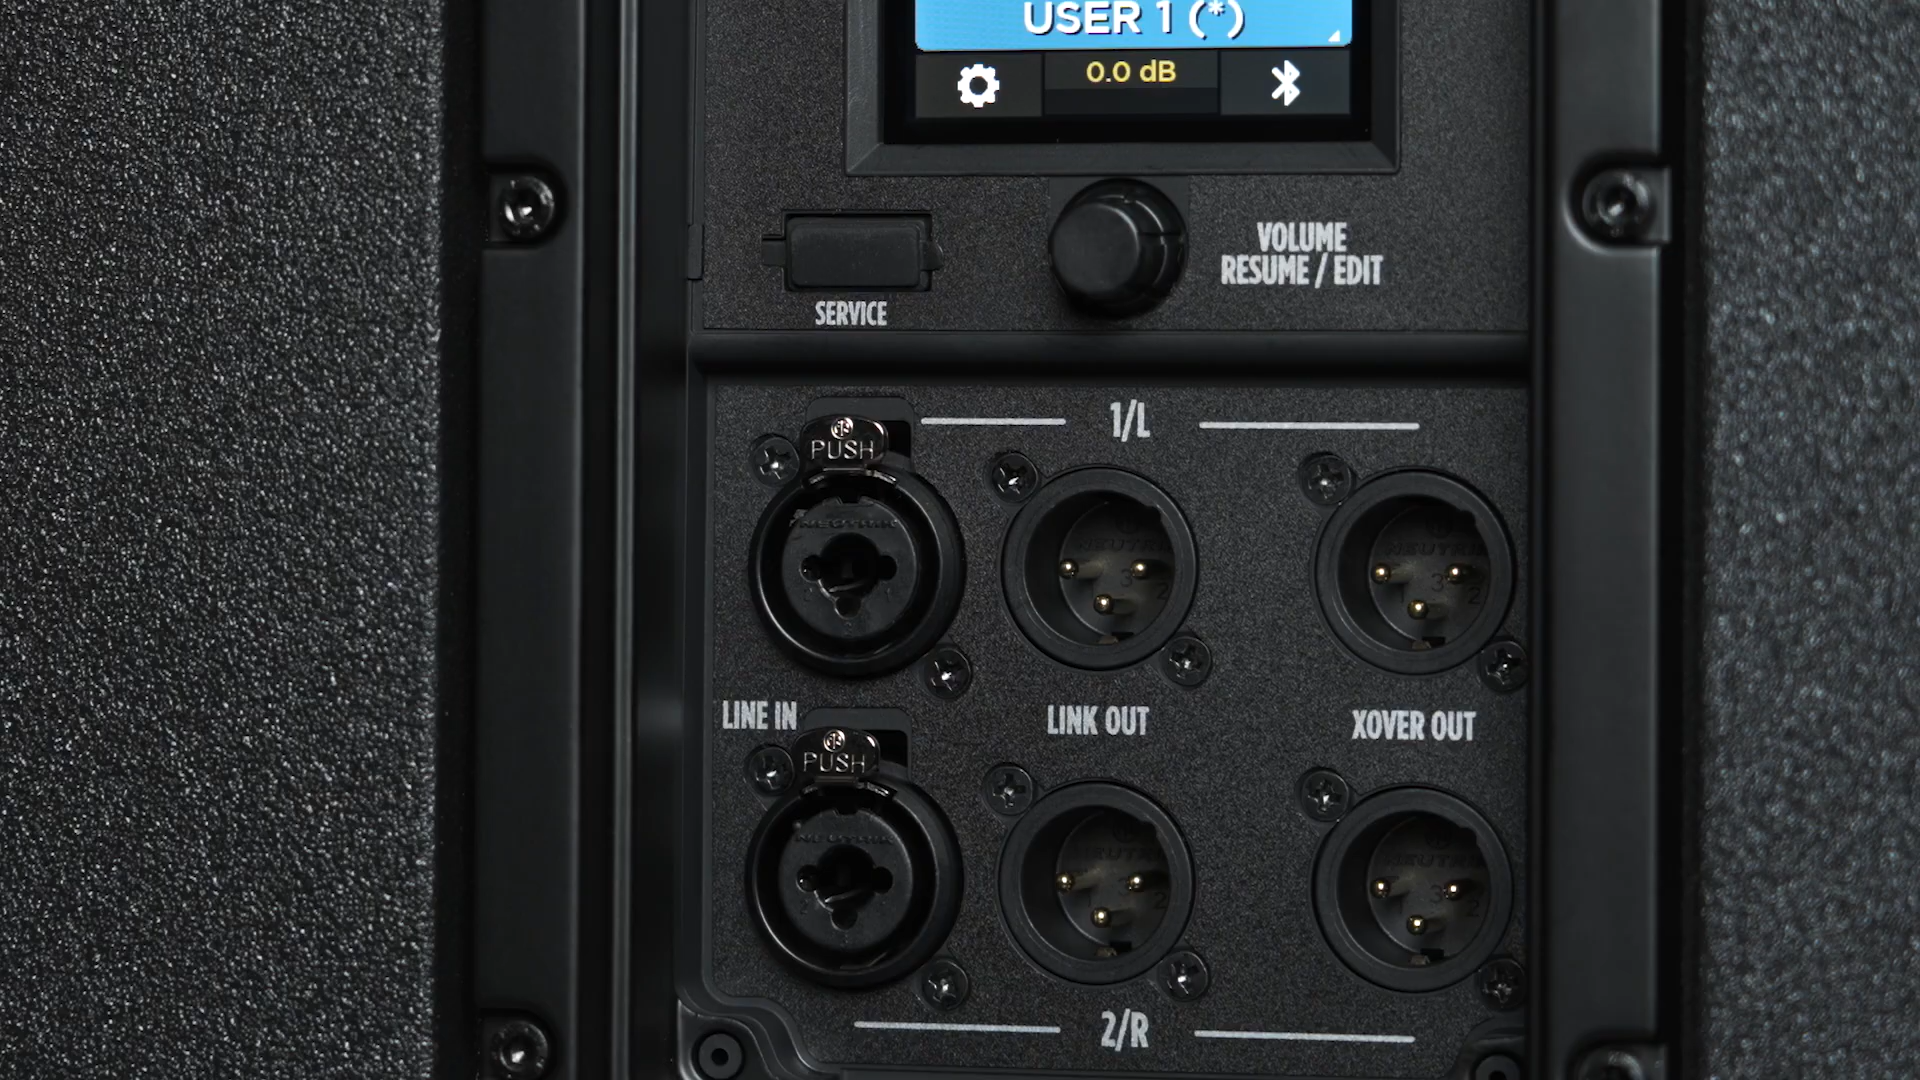 USER 1 (*)
0.0 dB
VOLUME
RESUME / EDIT
SERVICE
1/L
PUSH
NEUTRIK
LINE IN
LINK OUT
XOVER OUT
PUSH
2/R